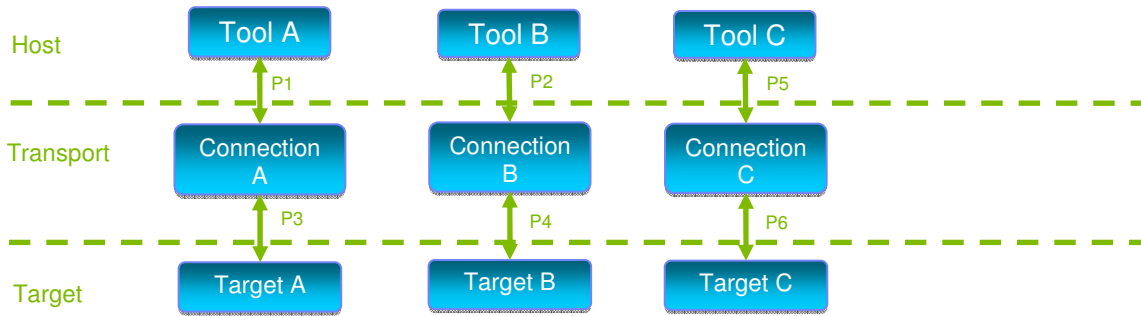 Host
Tool A
Tool B
Tool C
P1
P2
P5
Transport
Connection
A
Connection
B
Connection
C
P3
P4
P6
Target
Target A
Target B
Target C